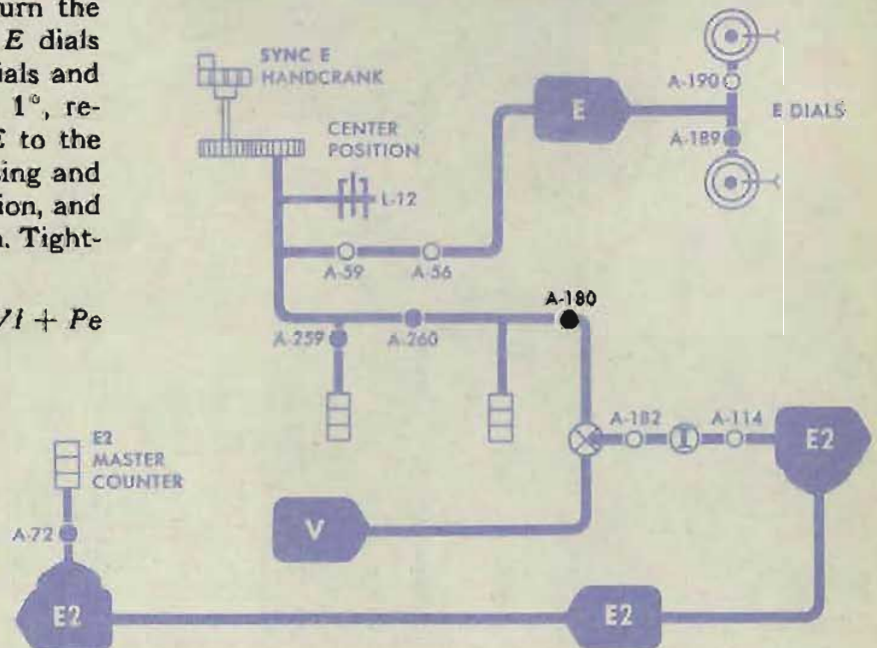 urn the
E dials
ials and
1°, re-
E to the
ing and
ion, and
n. Tight-
Vi + Pe
SYNC E
HANDCRANK
CENTER
POSITION
L-12
E
A-190
E DIALS
A-189
A-59
A-56
A-180
A-259
A-260
A-182
I
A-114
E2
E2
MASTER
COUNTER
V
A-72
E2
E2